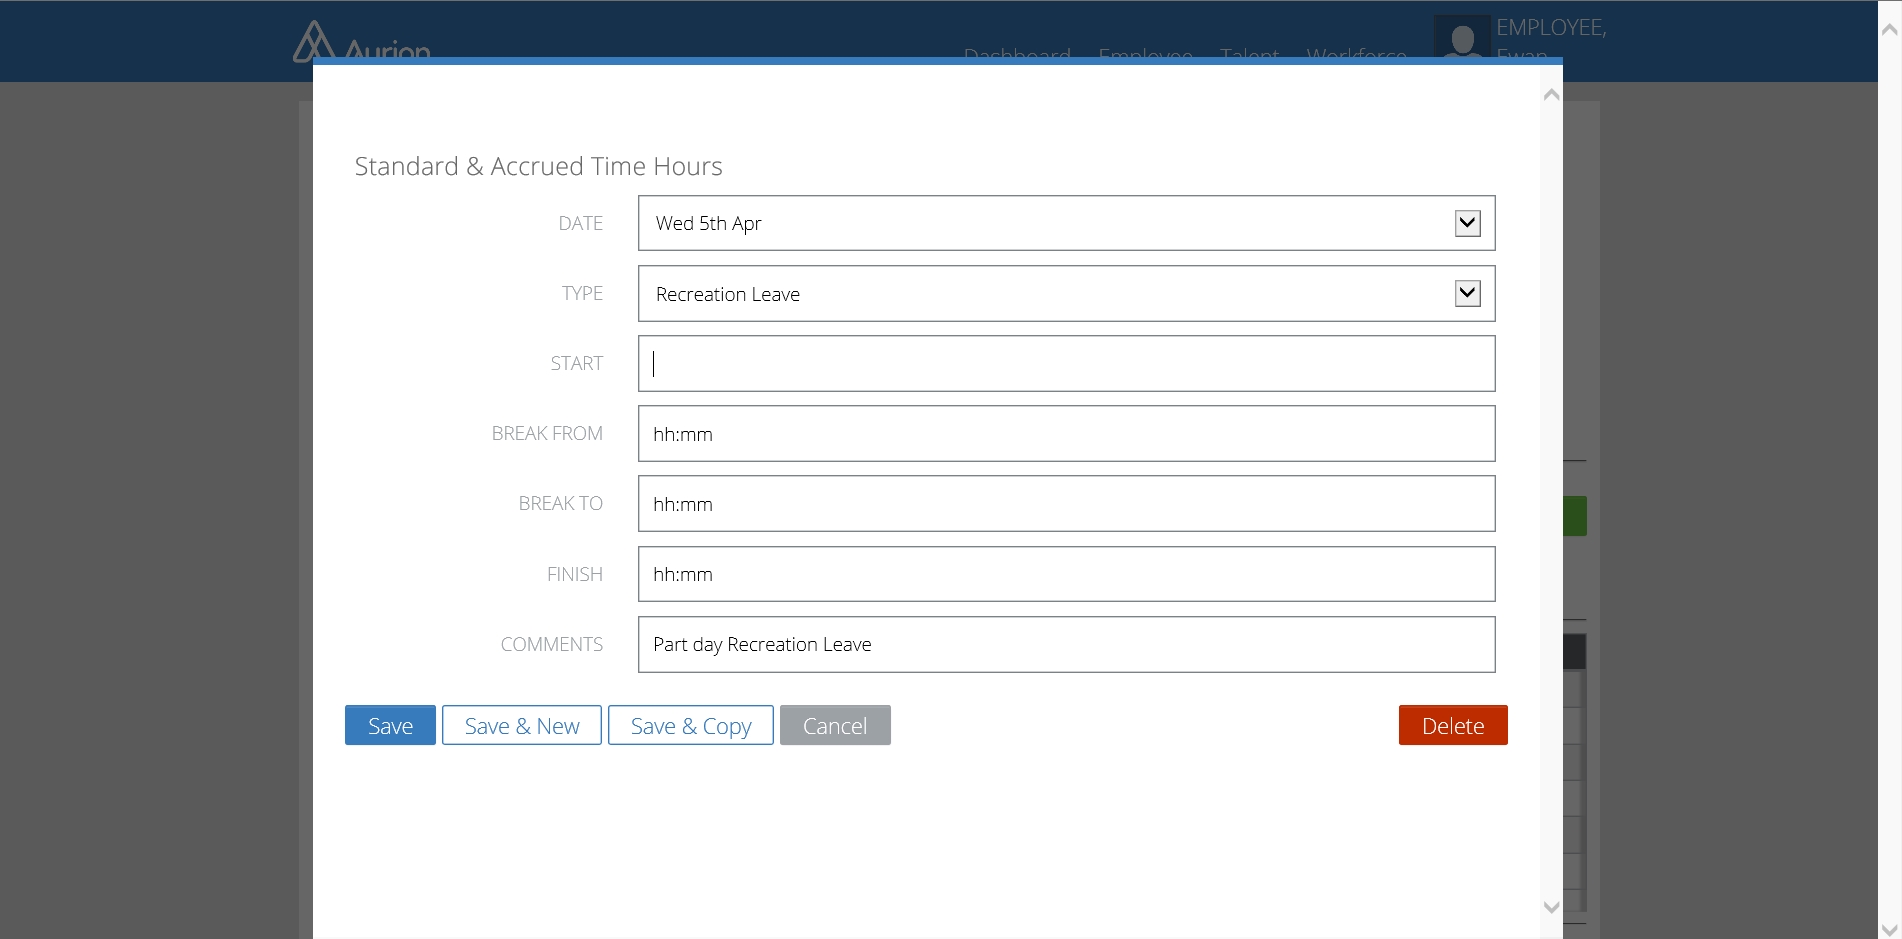 Aurion
Dashboard Employee Talent Workforce
EMPLOYEE,
Ewan
Standard & Accrued Time Hours
DATE Wed 5th Apr
TYPE Recreation Leave
START
BREAK FROM hh:mm
BREAK TO hh:mm
FINISH hh:mm
COMMENTS Part day Recreation Leave
Save Save & New Save & Copy Cancel Delete